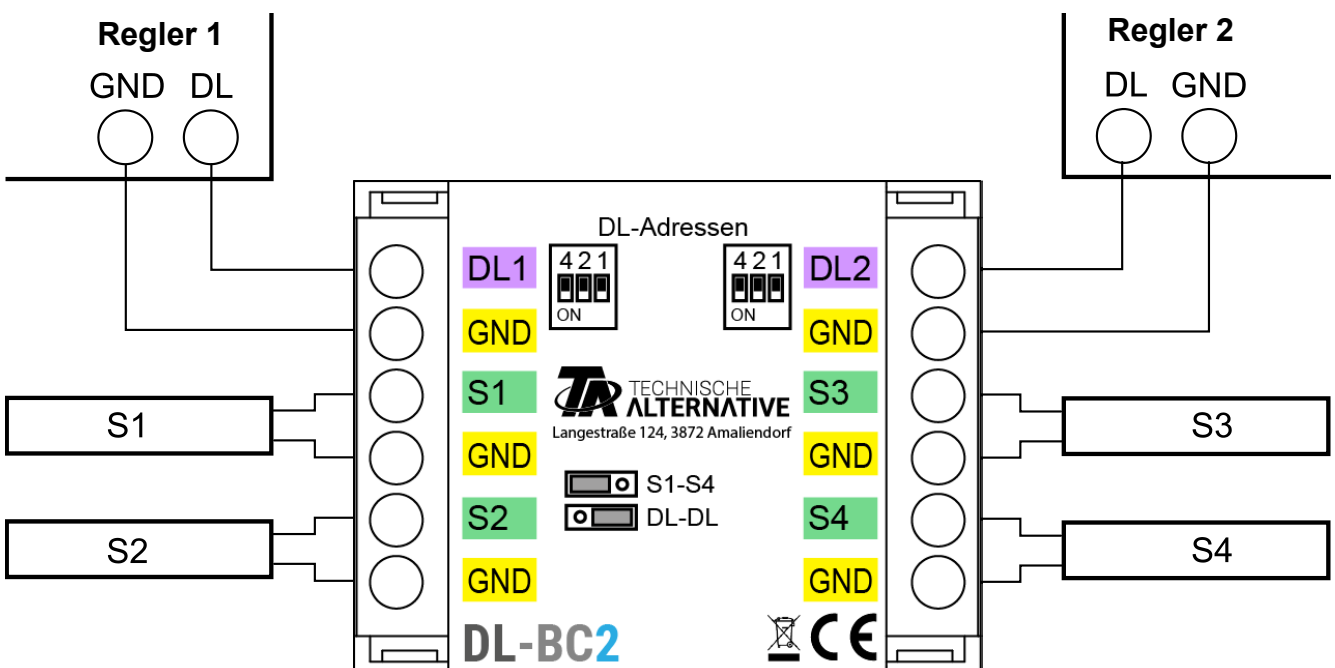 Regler 1
GND DL
Regler 2
DL GND
DL-Adressen
DL1
4 2 1
ON
4 2 1
ON
DL2
GND
GND
S1
TA TECHNISCHE
ALTERNATIVE
Langestraße 124, 3872 Amaliendorf
S3
S1
S3
GND
GND
S1-S4
DL-DL
S2
S4
S2
S4
GND
GND
DL-BC2
CE